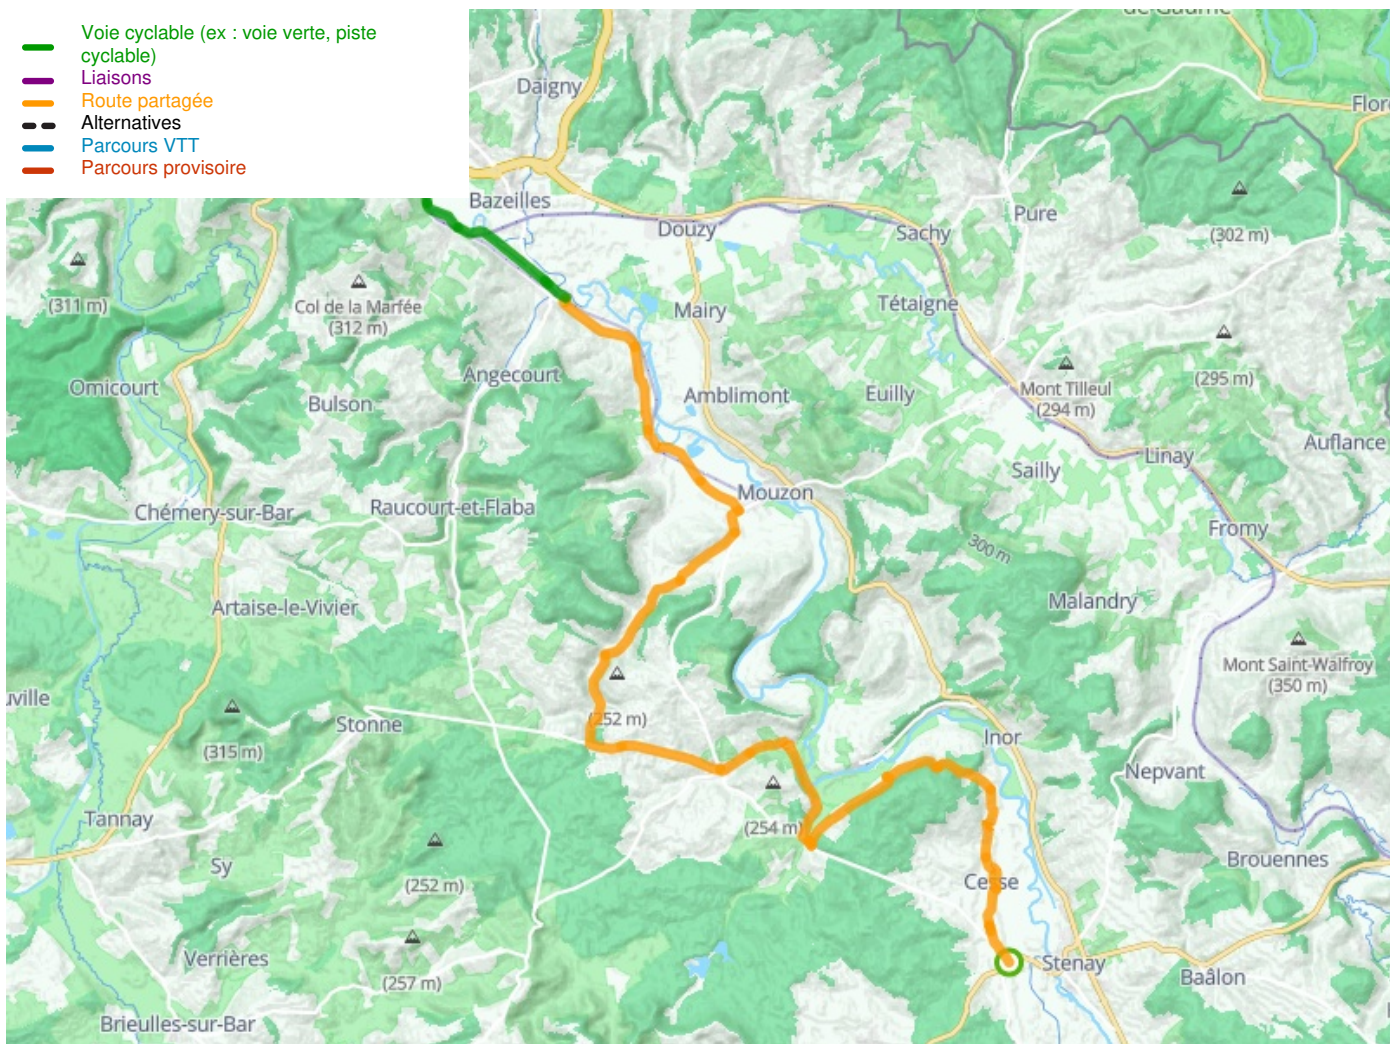 Voie cyclable (ex : voie verte, piste
cyclable)
Liaisons
Route partagée
Alternatives
Parcours VTT
Parcours provisoire
de Gaume
Daigny
Flor
Bazeilles
Douzy
Sachy
Pure
(302 m)
(311 m)
Col de la Marfée
(312 m)
Mairy
Tétaigne
Omicourt
Bulson
Angecourt
Amblimont
Euilly
Mont Tilleul
(294 m)
(295 m)
Auflance
Linay
Sailly
Chémery-sur-Bar
Raucourt-et-Flaba
Mouzon
Fromy
300 m
Artaise-le-Vivier
Malandry
Mont Saint-Walfroy
(350 m)
uville
Stonne
(252 m)
(315 m)
Inor
Nepvant
Tannay
(254 m)
Sy
(252 m)
Cesse
Brouennes
Verrières
(257 m)
Stenay
Baâlon
Brieulles-sur-Bar